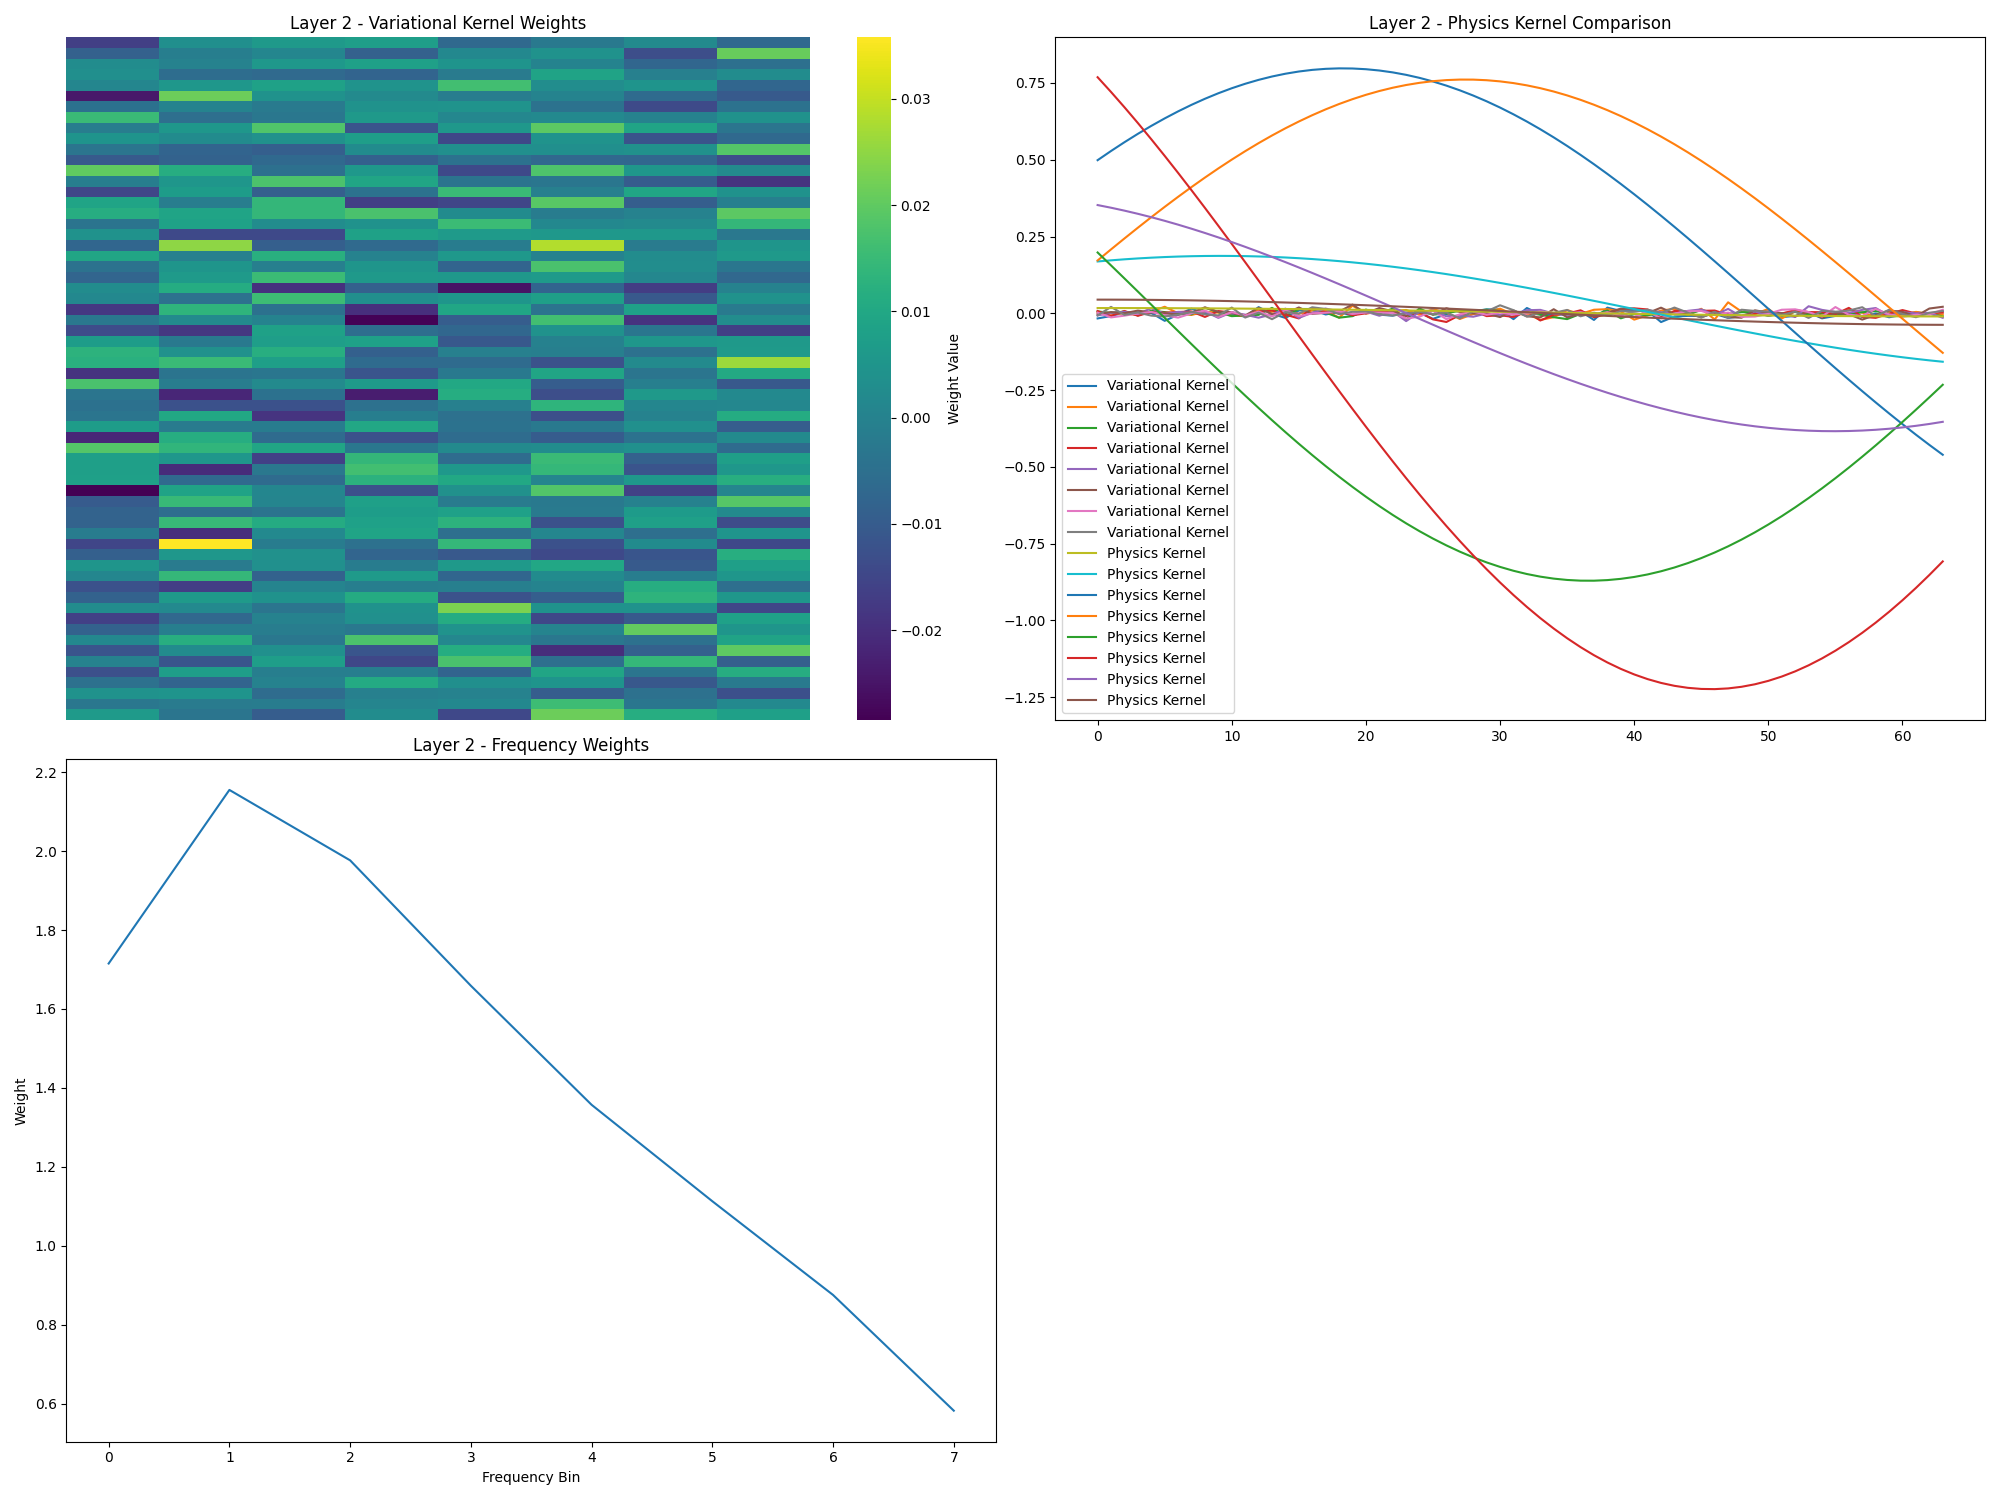 Layer 2 - Variational Kernel Weights
0.03
0.02
0.01
0.00
−0.01
−0.02
Weight Value
Layer 2 - Physics Kernel Comparison
0.75
0.50
0.25
0.00
−0.25
−0.50
−0.75
−1.00
−1.25
Variational Kernel
Variational Kernel
Variational Kernel
Variational Kernel
Variational Kernel
Variational Kernel
Variational Kernel
Variational Kernel
Physics Kernel
Physics Kernel
Physics Kernel
Physics Kernel
Physics Kernel
Physics Kernel
Physics Kernel
Physics Kernel
0 10 20 30 40 50 60
Layer 2 - Frequency Weights
2.2
2.0
1.8
1.6
1.4
1.2
1.0
0.8
0.6
Weight
0 1 2 3 4 5 6 7
Frequency Bin